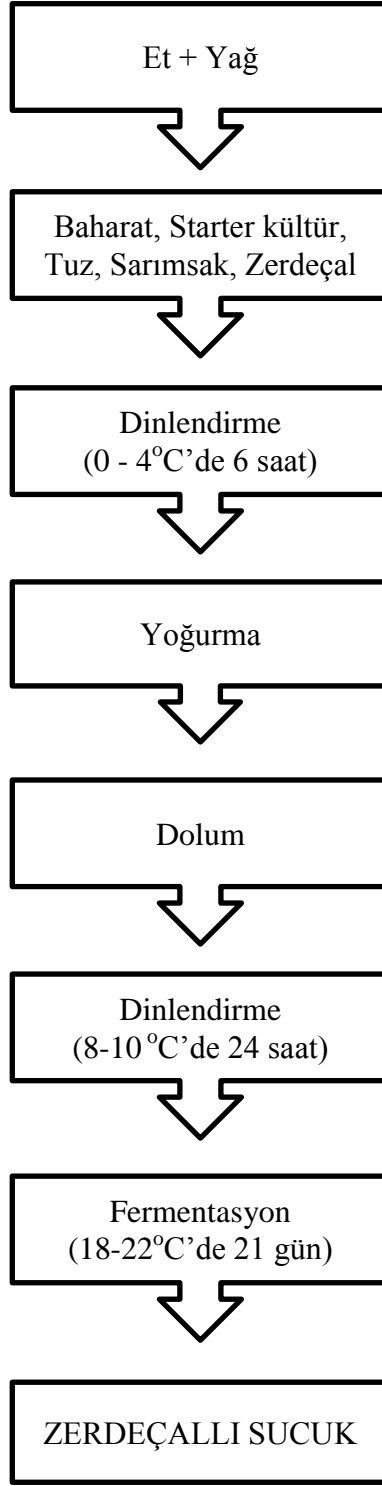 Et + Yağ
Baharat, Starter kültür,
Tuz, Sarımsak, Zerdeçal
Dinlendirme
(0 - 4°C’de 6 saat)
Yoğurma
Dolum
Dinlendirme
(8-10 °C’de 24 saat)
Fermentasyon
(18-22°C’de 21 gün)
ZERDEÇALLI SUCUK